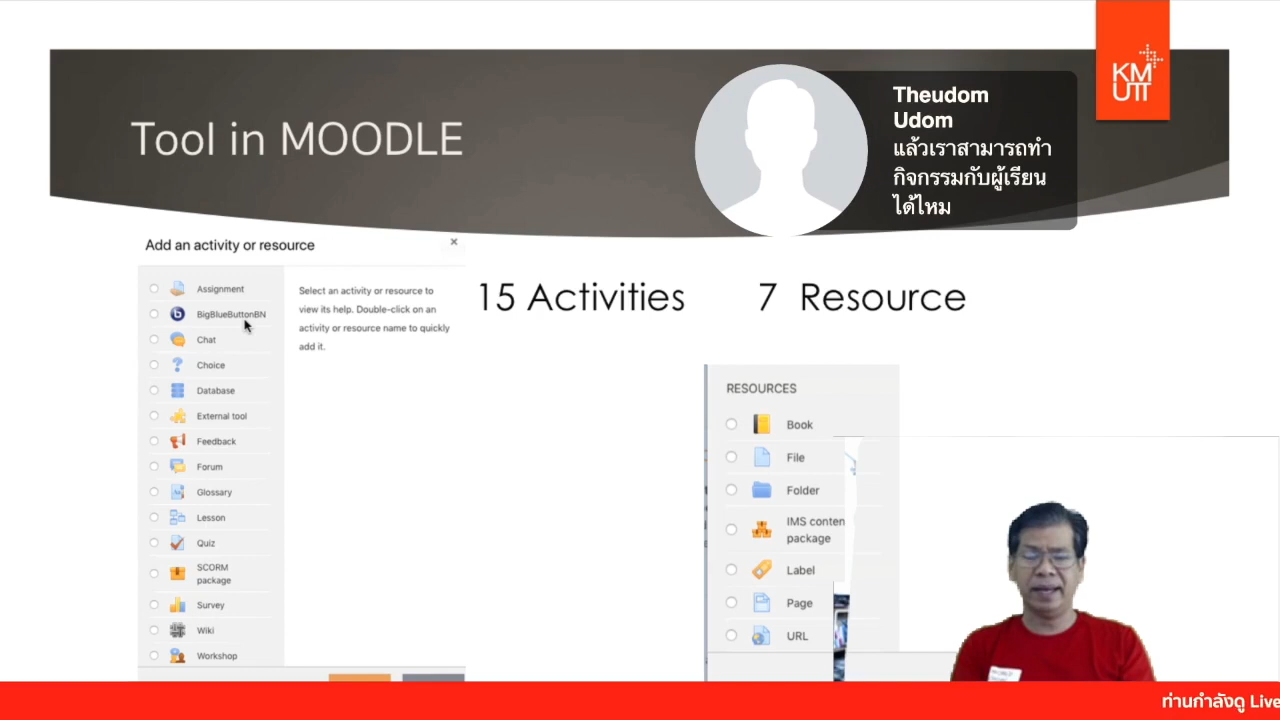 KM
UTT
Tool in MOODLE
Theudom
Udom
แล้วเราสามารถทำ
กิจกรรมกับผู้เรียน
ได้ไหม
Add an activity or resource
×
Assignment
BigBlueButtonBN
Chat
Choice
Database
External tool
Feedback
Forum
Glossary
Lesson
Quiz
SCORM
package
Survey
Wiki
Workshop
Select an activity or resource to
view its help. Double-click on an
activity or resource name to quickly
add it.
15 Activities
7 Resource
RESOURCES
Book
File
Folder
IMS conten
package
Label
Page
URL
ท่านกำลังดู Live